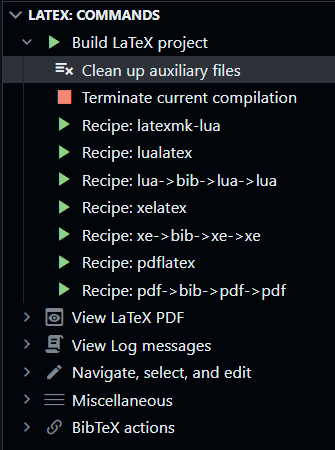 LATEX: COMMANDS
Build LaTeX project
Clean up auxiliary files
Terminate current compilation
Recipe: latexmk-lua
Recipe: lualatex
Recipe: lua->bib->lua->lua
Recipe: xelatex
Recipe: xe->bib->xe->xe
Recipe: pdflatex
Recipe: pdf->bib->pdf->pdf
View LaTeX PDF
View Log messages
Navigate, select, and edit
Miscellaneous
BibTeX actions